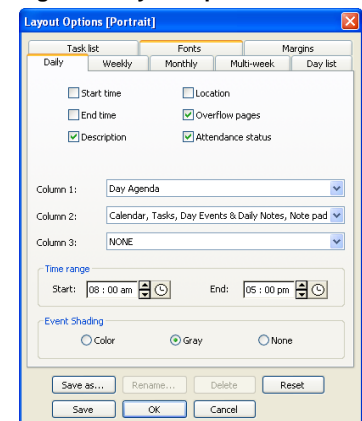 Layout Options [Portrait]
Task list Fonts Margins
Daily Weekly Monthly Multi-week Day list
Start time Location
End time Overflow pages
Description Attendance status
Column 1: Day Agenda
Column 2: Calendar, Tasks, Day Events & Daily Notes, Note pad
Column 3: NONE
Time range
Start: 08 : 00 am End: 05 : 00 pm
Event Shading
Color Gray None
Save as... Rename... Delete Reset
Save OK Cancel